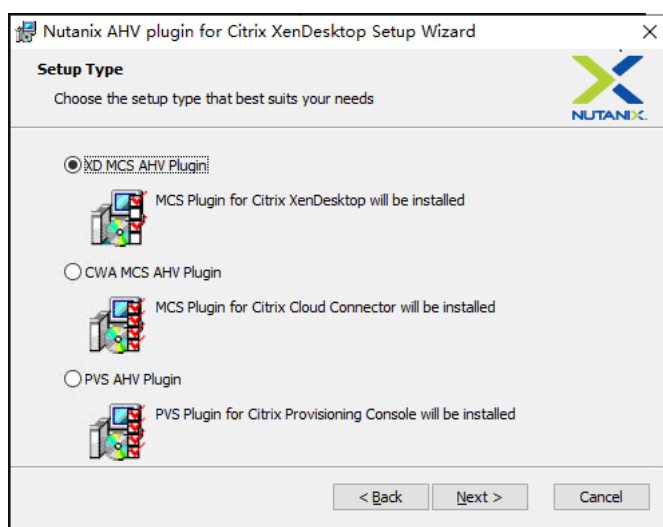 Nutanix AHV plugin for Citrix XenDesktop Setup Wizard
Setup Type
Choose the setup type that best suits your needs
NUTANIX.
XD MCS AHV Plugin
MCS Plugin for Citrix XenDesktop will be installed
CWA MCS AHV Plugin
MCS Plugin for Citrix Cloud Connector will be installed
PVS AHV Plugin
PVS Plugin for Citrix Provisioning Console will be installed
< Back Next > Cancel